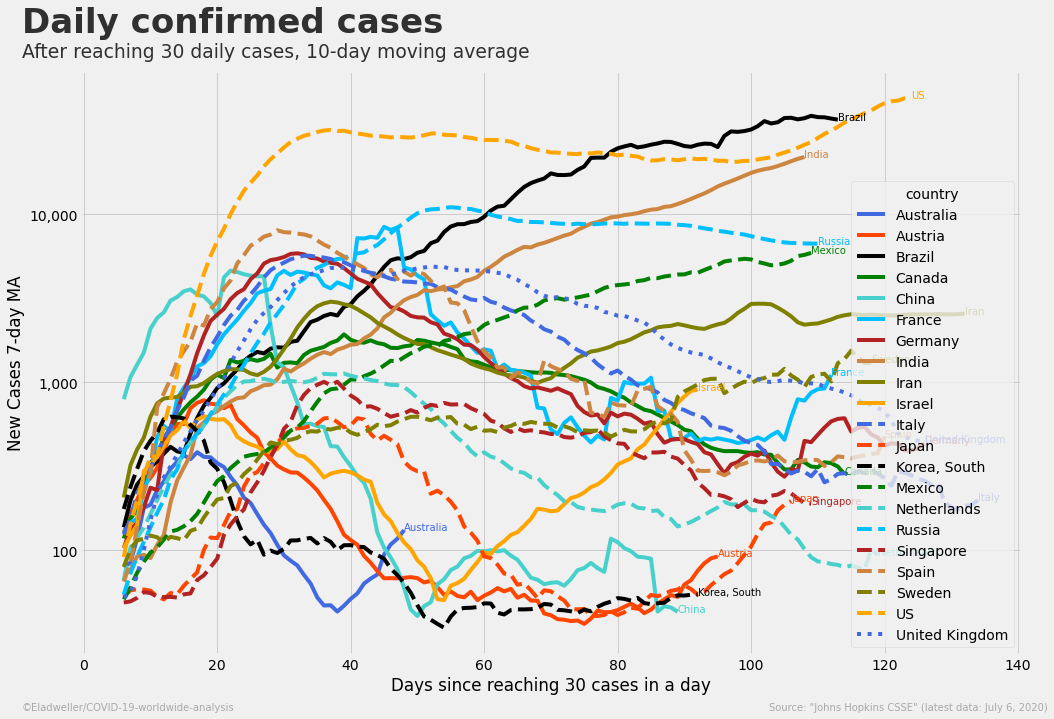 Daily confirmed cases
After reaching 30 daily cases, 10-day moving average
New Cases 7-day MA
10,000
1,000
100
US
Brazil
India
Russia
Mexico
Iran
France
Israel
Japan
Singapore
Australia
Austria
Korea, South
China
Italy
country
Australia
Austria
Brazil
Canada
China
France
Germany
India
Iran
Israel
Italy
Japan
Korea, South
Mexico
Netherlands
Russia
Singapore
Spain
Sweden
US
United Kingdom
0 20 40 60 80 100 120 140
Days since reaching 30 cases in a day
©Eladweller/COVID-19-worldwide-analysis
Source: "Johns Hopkins CSSE" (latest data: July 6, 2020)